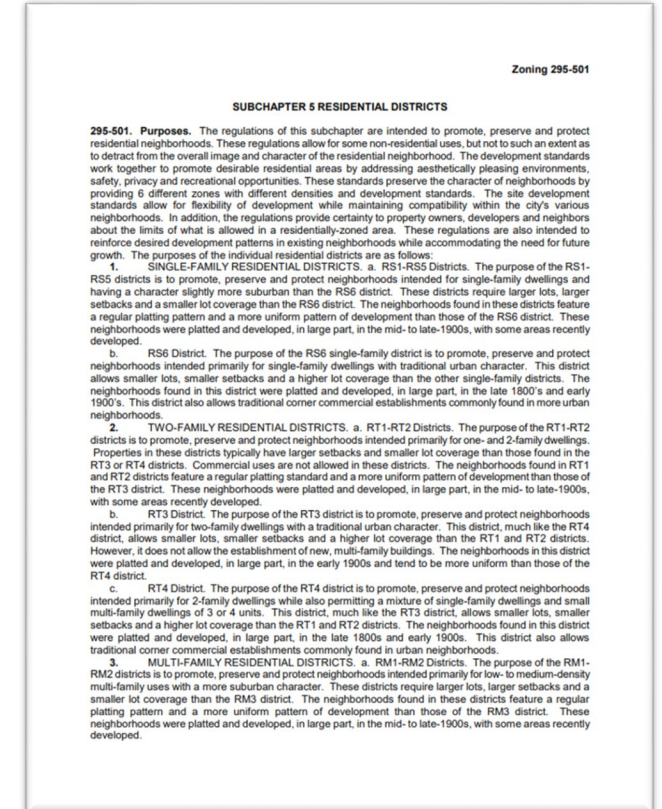 Zoning 295-501
SUBCHAPTER 5 RESIDENTIAL DISTRICTS
295-501. Purposes. The regulations of this subchapter are intended to promote, preserve and protect
residential neighborhoods. These regulations allow for some non-residential uses, but not to such an extent as
to detract from the overall image and character of the residential neighborhood. The development standards
work together to promote desirable residential areas by addressing aesthetically pleasing environments,
safety, privacy and recreational opportunities. These standards preserve the character of neighborhoods by
providing 6 different zones with different densities and development standards. The site development
standards allow for flexibility of development while maintaining compatibility within the city's various
neighborhoods. In addition, the regulations provide certainty to property owners, developers and neighbors
about the limits of what is allowed in a residentially-zoned area. These regulations are also intended to
reinforce desired development patterns in existing neighborhoods while accommodating the need for future
growth. The purposes of the individual residential districts are as follows:
1. SINGLE-FAMILY RESIDENTIAL DISTRICTS. a. RS1-RS5 Districts. The purpose of the RS1-
RS5 districts is to promote, preserve and protect neighborhoods intended for single-family dwellings and
having a character slightly more suburban than the RS6 district. These districts require larger lots, larger
setbacks and a smaller lot coverage than the RS6 district. The neighborhoods found in these districts feature
a regular platting pattern and a more uniform pattern of development than those of the RS6 district. These
neighborhoods were platted and developed, in large part, in the mid- to late-1900s, with some areas recently
developed.
b. RS6 District. The purpose of the RS6 single-family district is to promote, preserve and protect
neighborhoods intended primarily for single-family dwellings with traditional urban character. This district
allows smaller lots, smaller setbacks and a higher lot coverage than the other single-family districts. The
neighborhoods found in this district were platted and developed, in large part, in the late 1800's and early
1900's. This district also allows traditional corner commercial establishments commonly found in more urban
neighborhoods.
2. TWO-FAMILY RESIDENTIAL DISTRICTS. a. RT1-RT2 Districts. The purpose of the RT1-RT2
districts is to promote, preserve and protect neighborhoods intended primarily for one- and 2-family dwellings.
Properties in these districts typically have larger setbacks and smaller lot coverage than those found in the
RT3 or RT4 districts. Commercial uses are not allowed in these districts. The neighborhoods found in RT1
and RT2 districts feature a regular platting standard and a more uniform pattern of development than those of
the RT3 district. These neighborhoods were platted and developed, in large part, in the mid- to late-1900s,
with some areas recently developed.
b. RT3 District. The purpose of the RT3 district is to promote, preserve and protect neighborhoods
intended primarily for two-family dwellings with a traditional urban character. This district, much like the RT4
district, allows smaller lots, smaller setbacks and a higher lot coverage than the RT1 and RT2 districts.
However, it does not allow the establishment of new, multi-family buildings. The neighborhoods in this district
were platted and developed, in large part, in the early 1900s and tend to be more uniform than those of the
RT4 district.
c. RT4 District. The purpose of the RT4 district is to promote, preserve and protect neighborhoods
intended primarily for 2-family dwellings while also permitting a mixture of single-family dwellings and small
multi-family dwellings of 3 or 4 units. This district, much like the RT3 district, allows smaller lots, smaller
setbacks and a higher lot coverage than the RT1 and RT2 districts. The neighborhoods found in this district
were platted and developed, in large part, in the late 1800s and early 1900s. This district also allows
traditional corner commercial establishments commonly found in urban neighborhoods.
3. MULTI-FAMILY RESIDENTIAL DISTRICTS. a. RM1-RM2 Districts. The purpose of the RM1-
RM2 districts is to promote, preserve and protect neighborhoods intended primarily for low- to medium-density
multi-family uses with a more suburban character. These districts require larger lots, larger setbacks and a
smaller lot coverage than the RM3 district. The neighborhoods found in these districts feature a regular
platting pattern and a more uniform pattern of development than those of the RM3 district. These
neighborhoods were platted and developed, in large part, in the mid- to late-1900s, with some areas recently
developed.